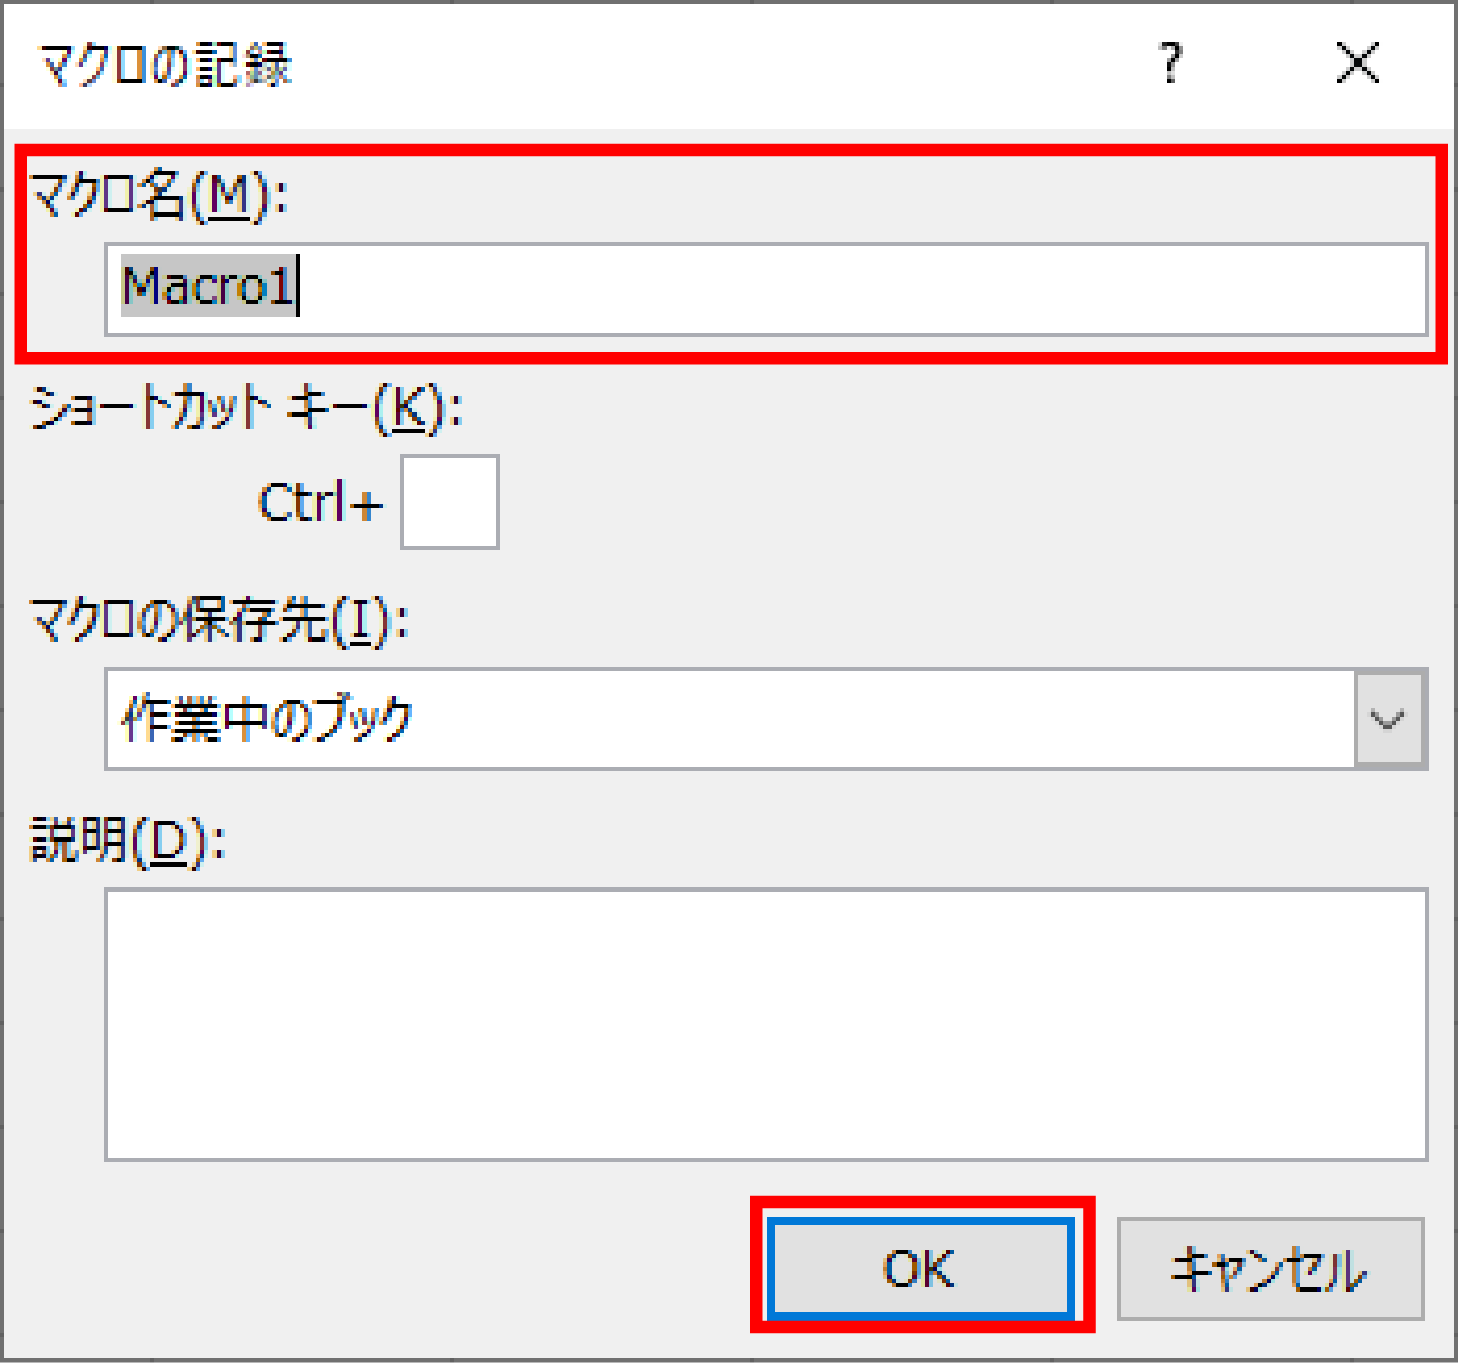 マクロの記録 ?
マクロ名(M):
Macro1
ショートカット キー(K):
Ctrl+
マクロの保存先(I):
作業中のブック
説明(D):
OK キャンセル